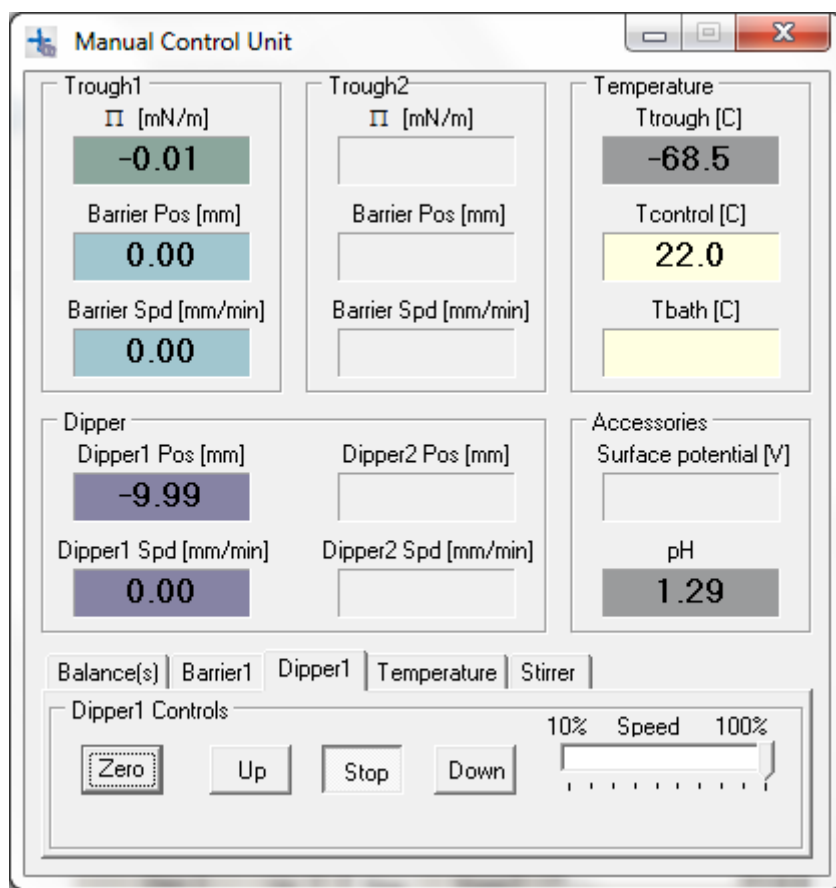 Manual Control Unit
Trough1
Π [mN/m]
-0.01
Barrier Pos [mm]
0.00
Barrier Spd [mm/min]
0.00
Trough2
Π [mN/m]
Barrier Pos [mm]
Barrier Spd [mm/min]
Temperature
Ttrough [C]
-68.5
Tcontrol [C]
22.0
Tbath [C]
Dipper
Dipper1 Pos [mm]
-9.99
Dipper1 Spd [mm/min]
0.00
Dipper2 Pos [mm]
Dipper2 Spd [mm/min]
Accessories
Surface potential [V]
pH
1.29
Balance(s) Barrier1 Dipper1 Temperature Stirrer
Dipper1 Controls
Zero Up Stop Down
10% Speed 100%